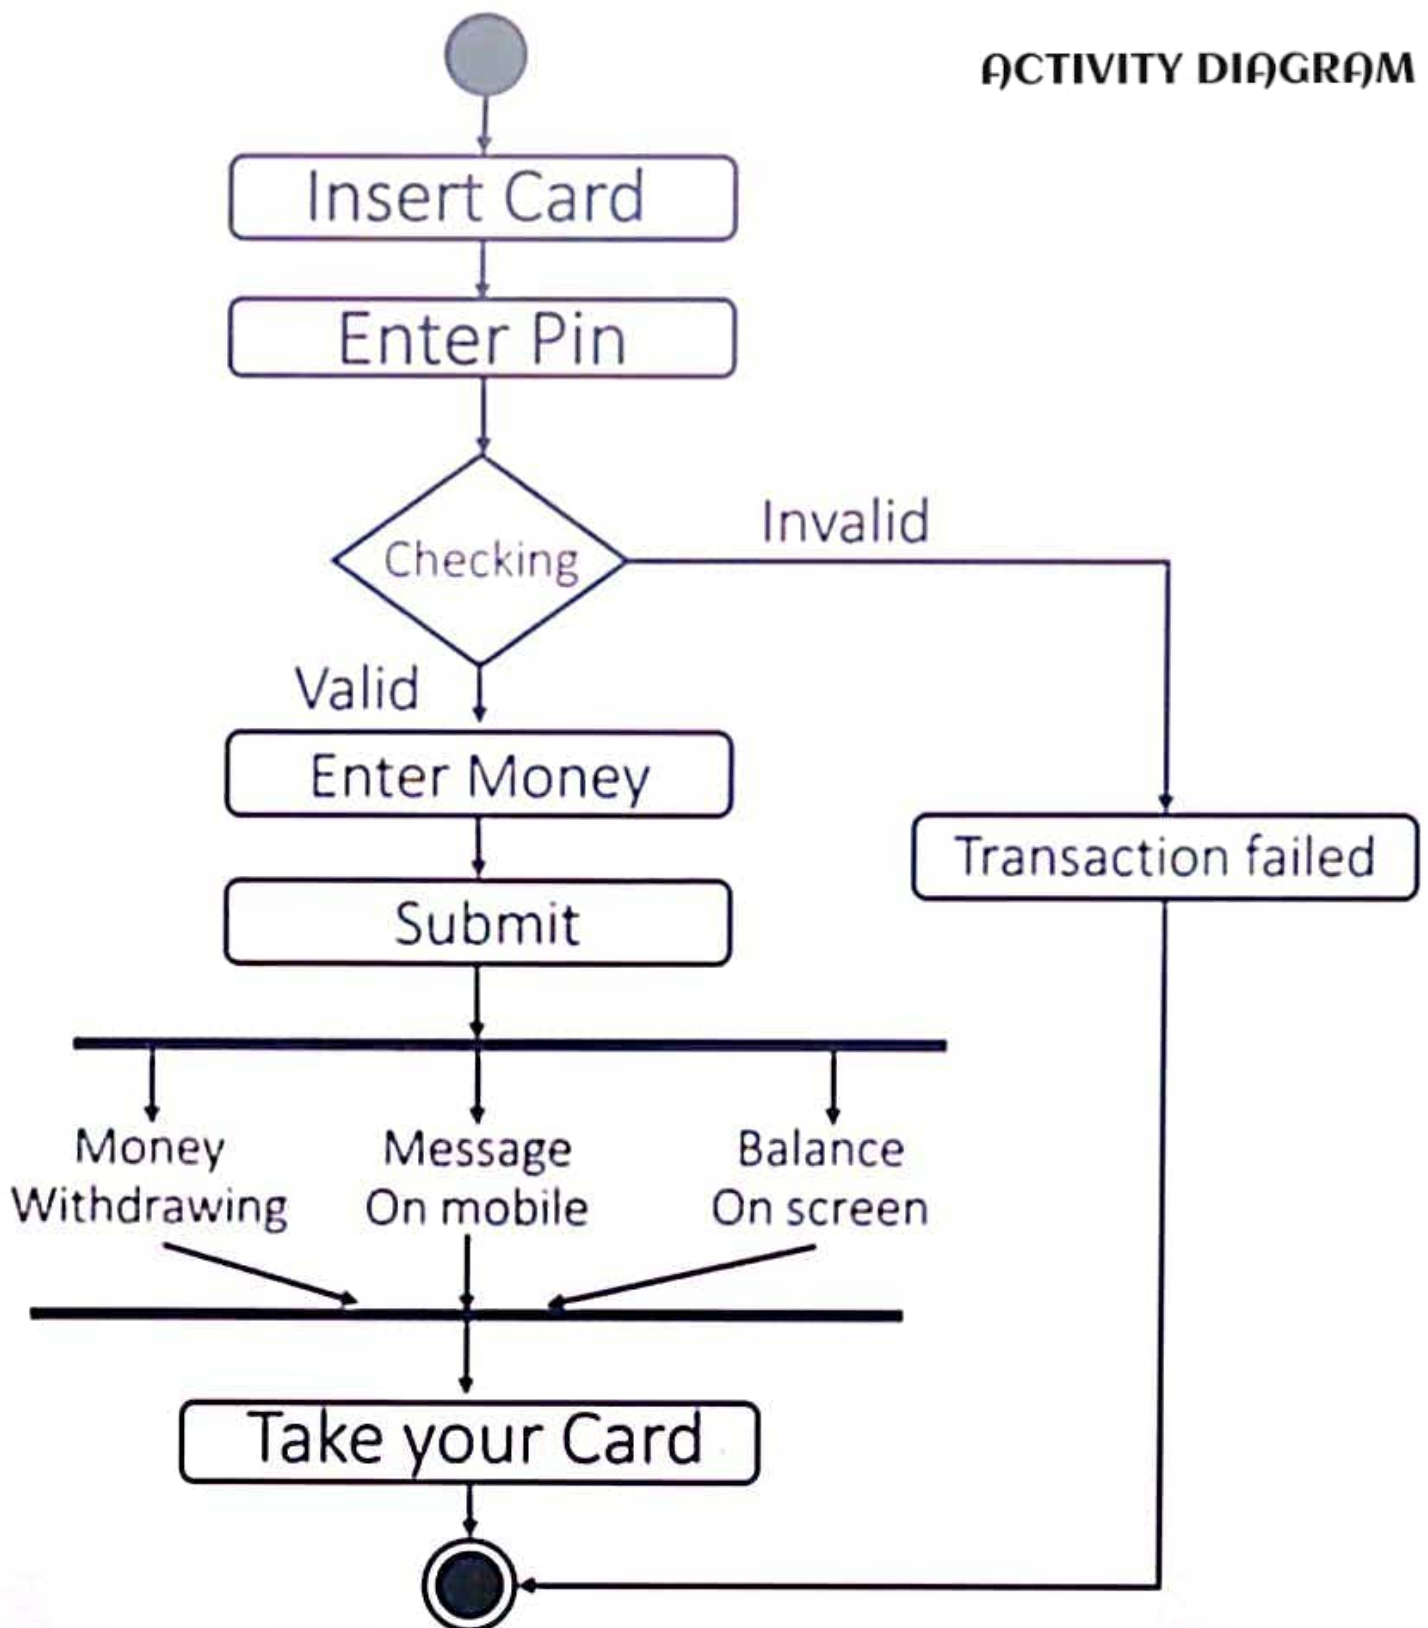 ACTIVITY DIAGRAM
Insert Card
Enter Pin
Checking
Invalid
Valid
Enter Money
Transaction failed
Submit
Money
Withdrawing
Message
On mobile
Balance
On screen
Take your Card